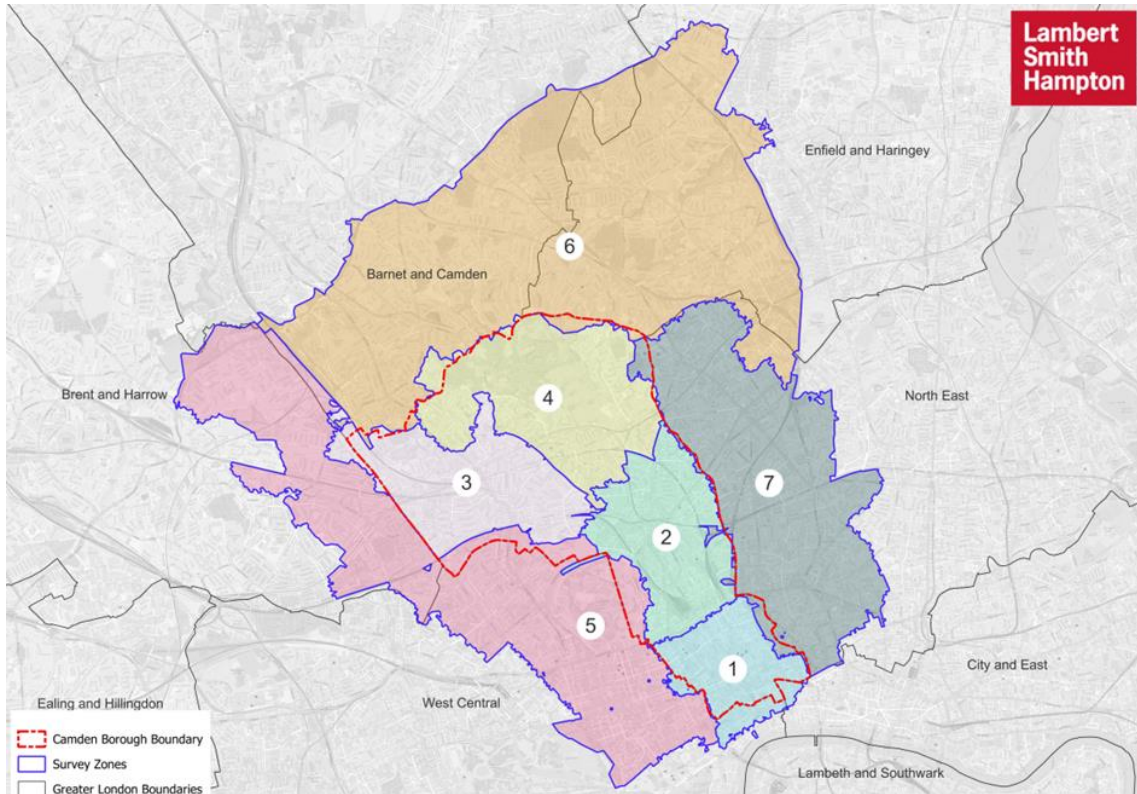 Lambert
Smith
Hampton
Enfield and Haringey
6
Barnet and Camden
Brent and Harrow
4
North East
3
7
2
5
1
City and East
West Central
Ealing and Hillingdon
Camden Borough Boundary
Survey Zones
Lambeth and Southwark
Greater London Boundaries